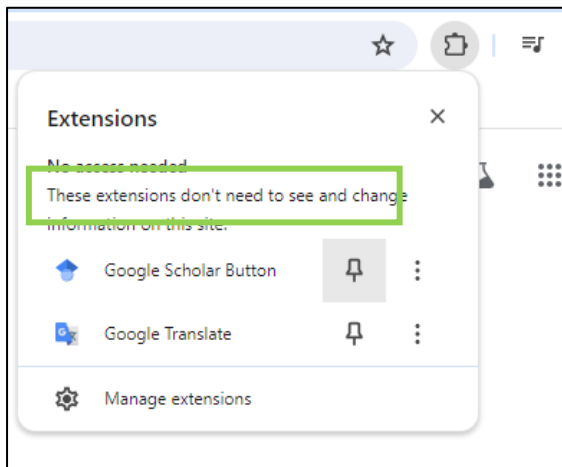 Extensions
No access needed
These extensions don't need to see and change
information on this site.
Google Scholar Button
Google Translate
Manage extensions